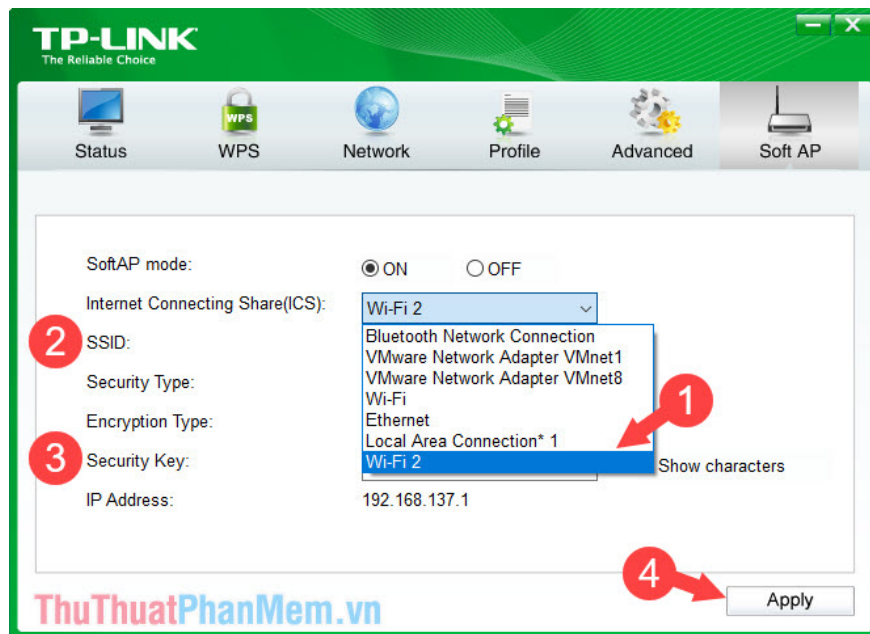 TP-LINK
The Reliable Choice
WPS
Status WPS Network Profile Advanced Soft AP
SoftAP mode: ON OFF
Internet Connecting Share(ICS): Wi-Fi 2
2 SSID:
Bluetooth Network Connection
VMware Network Adapter VMnet1
Security Type: VMware Network Adapter VMnet8
Wi-Fi
1
Encryption Type: Ethernet
Local Area Connection* 1
3 Security Key: Wi-Fi 2 Show characters
IP Address: 192.168.137.1
4 Apply
ThuThuatPhanMem.vn